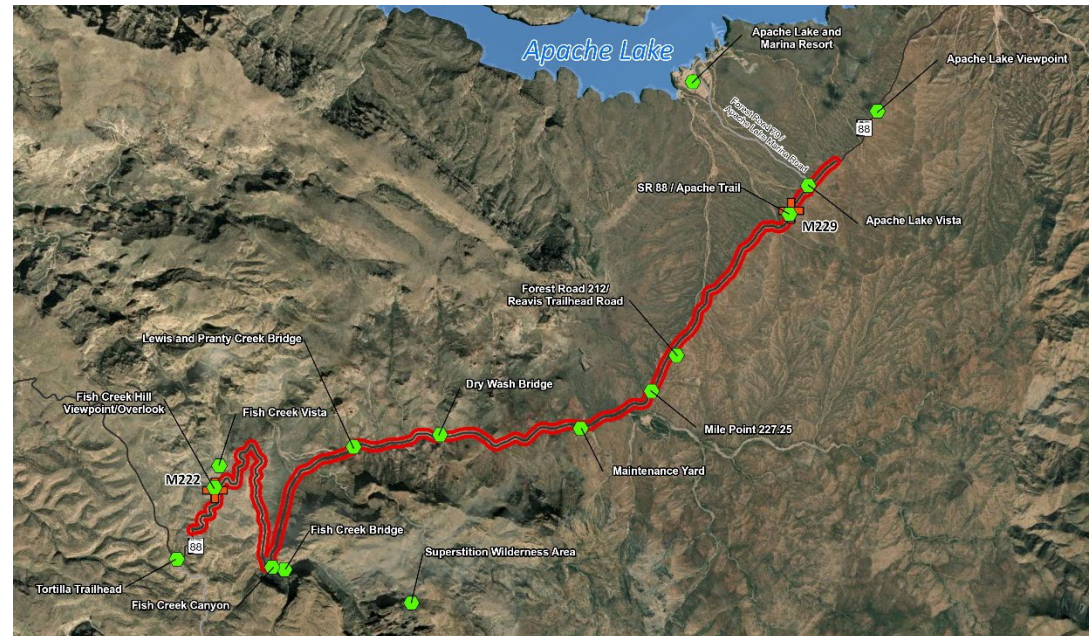 Apache Lake
Apache Lake and
Marina Resort
Apache Lake Viewpoint
88
Forest Road 79 /
Apache Lake Marina Road
SR 88 / Apache Trail
M229
Apache Lake Vista
Forest Road 212/
Reavis Trailhead Road
Lewis and Pranty Creek Bridge
Dry Wash Bridge
Fish Creek Hill
Viewpoint/Overlook
Fish Creek Vista
Mile Point 227.25
Maintenance Yard
M222
Fish Creek Bridge
88
Superstition Wilderness Area
Tortilla Trailhead
Fish Creek Canyon